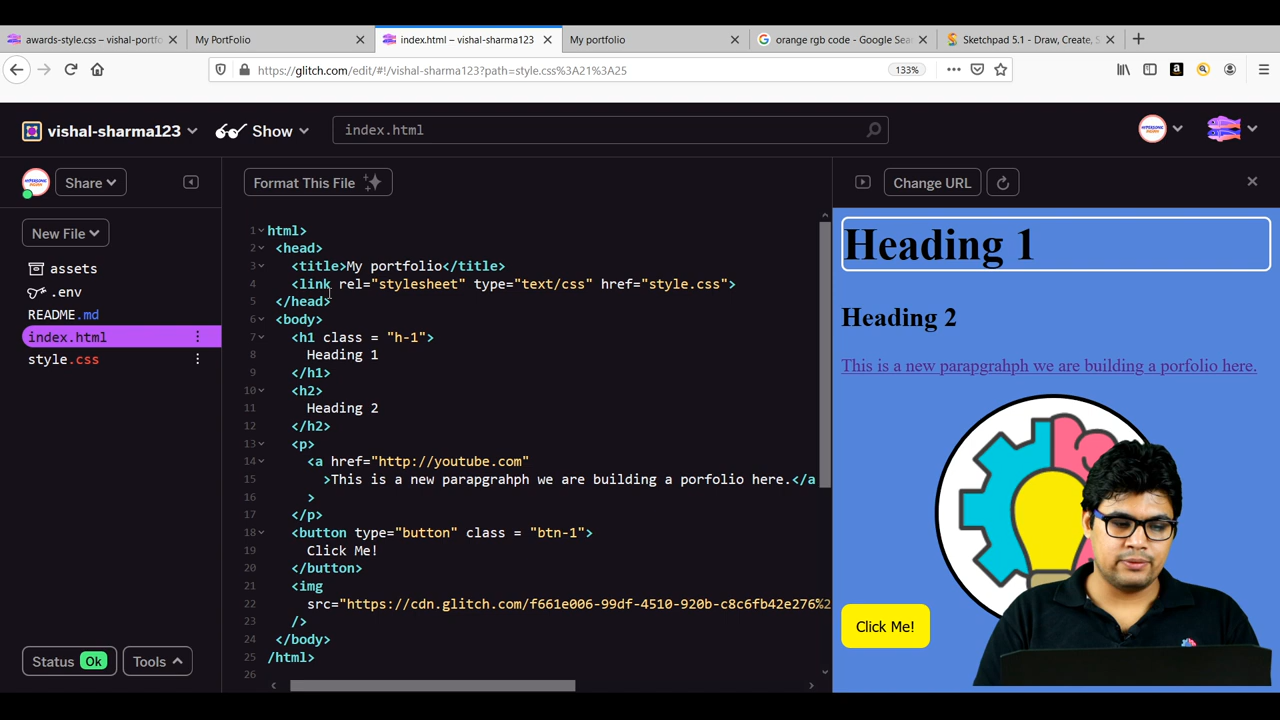 awards-style.css – vishal-portfo
My PortFolio
index.html – vishal-sharma123
My portfolio
orange rgb code - Google Sea
Sketchpad 5.1 - Draw, Create, S
https://glitch.com/edit/#!/vishal-sharma123?path=style.css%3A21%3A25
133%
vishal-sharma123
Show
index.html
Share
Format This File
Change URL
New File
assets
.env
README.md
index.html
style.css
1 html>
2 <head>
3 <title>My portfolio</title>
4 <link rel="stylesheet" type="text/css" href="style.css">
5 </head>
6 <body>
7 <h1 class = "h-1">
8 Heading 1
9 </h1>
10 <h2>
11 Heading 2
12 </h2>
13 <p>
14 <a href="http://youtube.com"
15 >This is a new parapgrahph we are building a porfolio here.</a
16 >
17 </p>
18 <button type="button" class = "btn-1">
19 Click Me!
20 </button>
21 <img
22 src="https://cdn.glitch.com/f661e006-99df-4510-920b-c8c6fb42e276%2
23 />
24 </body>
25 /html>
26
Heading 1
Heading 2
This is a new parapgrahph we are building a porfolio here.
Click Me!
Status Ok
Tools